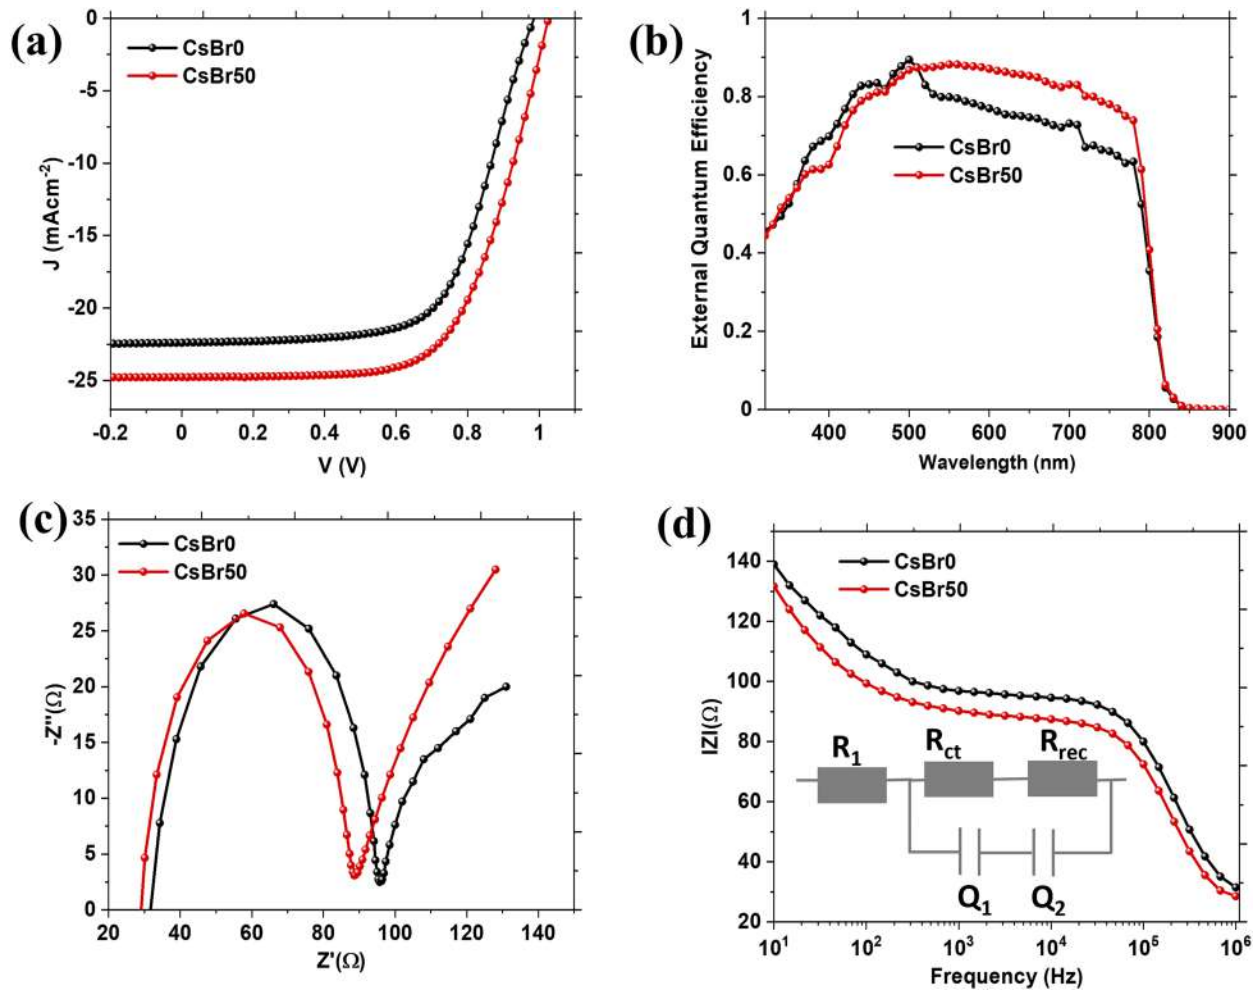 (a)
CsBr0
CsBr50
0
-5
-10
-15
-20
-25
J (mAcm⁻²)
-0.2 0 0.2 0.4 0.6 0.8 1
V (V)
(b)
1
0.8
0.6
0.4
0.2
0
External Quantum Efficiency
CsBr0
CsBr50
400 500 600 700 800 900
Wavelength (nm)
(c)
CsBr0
CsBr50
35
30
25
20
15
10
5
0
-Z''(Ω)
20 40 60 80 100 120 140
Z'(Ω)
(d)
CsBr0
CsBr50
140
120
100
80
60
40
20
IZI(Ω)
R₁ Rct Rrec
Q₁ Q₂
10¹ 10² 10³ 10⁴ 10⁵ 10⁶
Frequency (Hz)